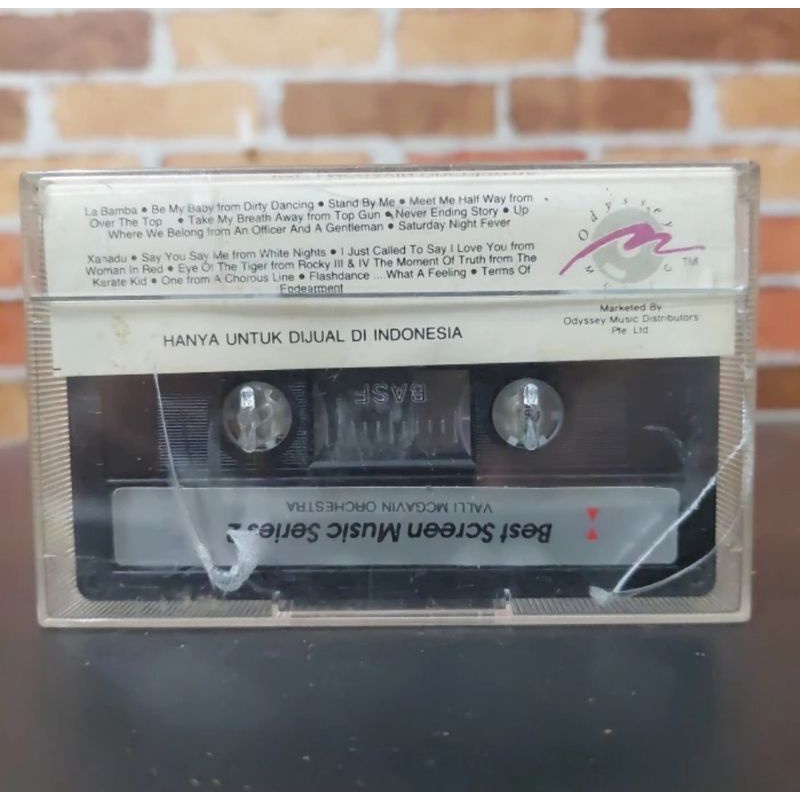 La Bamba • Be My Baby from Dirty Dancing • Stand By Me • Meet Me Half Way from
Over The Top • Take My Breath Away from Top Gun • Never Ending Story • Up
Where We Belong from An Officer And A Gentleman • Saturday Night Fever
Xanadu • Say You Say Me from White Nights • I Just Called To Say I Love You from
Woman In Red • Eye Of The Tiger from Rocky III & IV The Moment Of Truth from The
Karate Kid • One from A Chorous Line • Flashdance ....What A Feeling • Terms Of
Endearment
Odyssey
TM
Marketed By
Odyssey Music Distributors
Pte Ltd
HANYA UNTUK DIJUAL DI INDONESIA
BASF
Best Screen Music Series 2
VALLI MCGAVIN ORCHESTRA